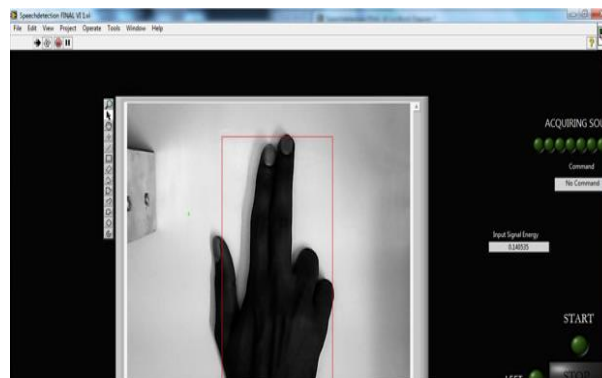 Speechdetection FINAL VI 1.vi
File Edit View Project Operate Tools Window Help
ACQUIRING SOU
Command
No Command
Input Signal Energy
0.140535
START
STOP